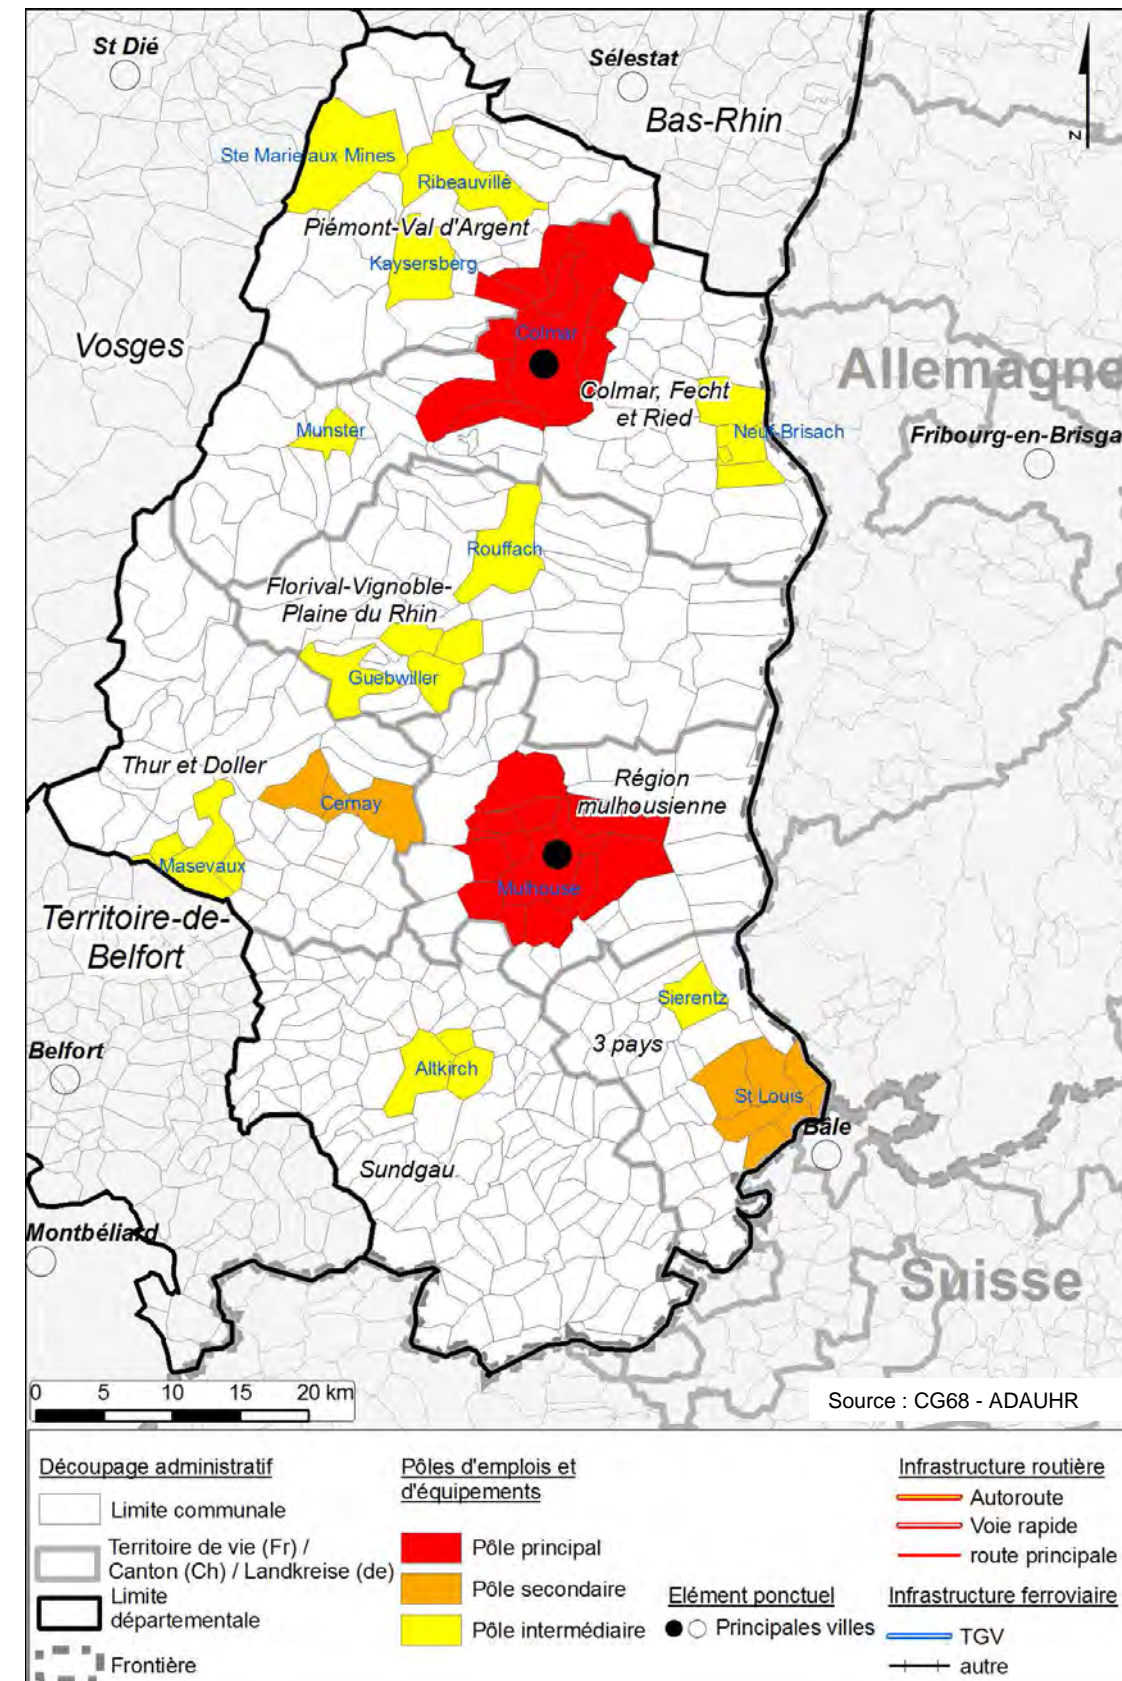 St Dié
Sélestat
Bas-Rhin
N
Ste Marie aux Mines
Ribeauvillé
Piémont-Val d'Argent
Kaysersberg
Vosges
Colmar
Allemagne
Colmar, Fecht
et Ried
Munster
Neuf-Brisach
Fribourg-en-Brisga
Rouffach
Florival-Vignoble-
Plaine du Rhin
Guebwiller
Thur et Doller
Région
mulhousienne
Cernay
Masevaux
Mulhouse
Territoire-de-
Belfort
Sierentz
3 pays
Belfort
Altkirch
St Louis
Bâle
Sundgau
Montbéliard
Suisse
0 5 10 15 20 km
Source : CG68 - ADAUHR
Découpage administratif
Limite communale
Territoire de vie (Fr) /
Canton (Ch) / Landkreise (de)
Limite
départementale
Frontière
Pôles d'emplois et
d'équipements
Pôle principal
Pôle secondaire
Pôle intermédiaire
Elément ponctuel
Principales villes
Infrastructure routière
Autoroute
Voie rapide
route principale
Infrastructure ferroviaire
TGV
autre